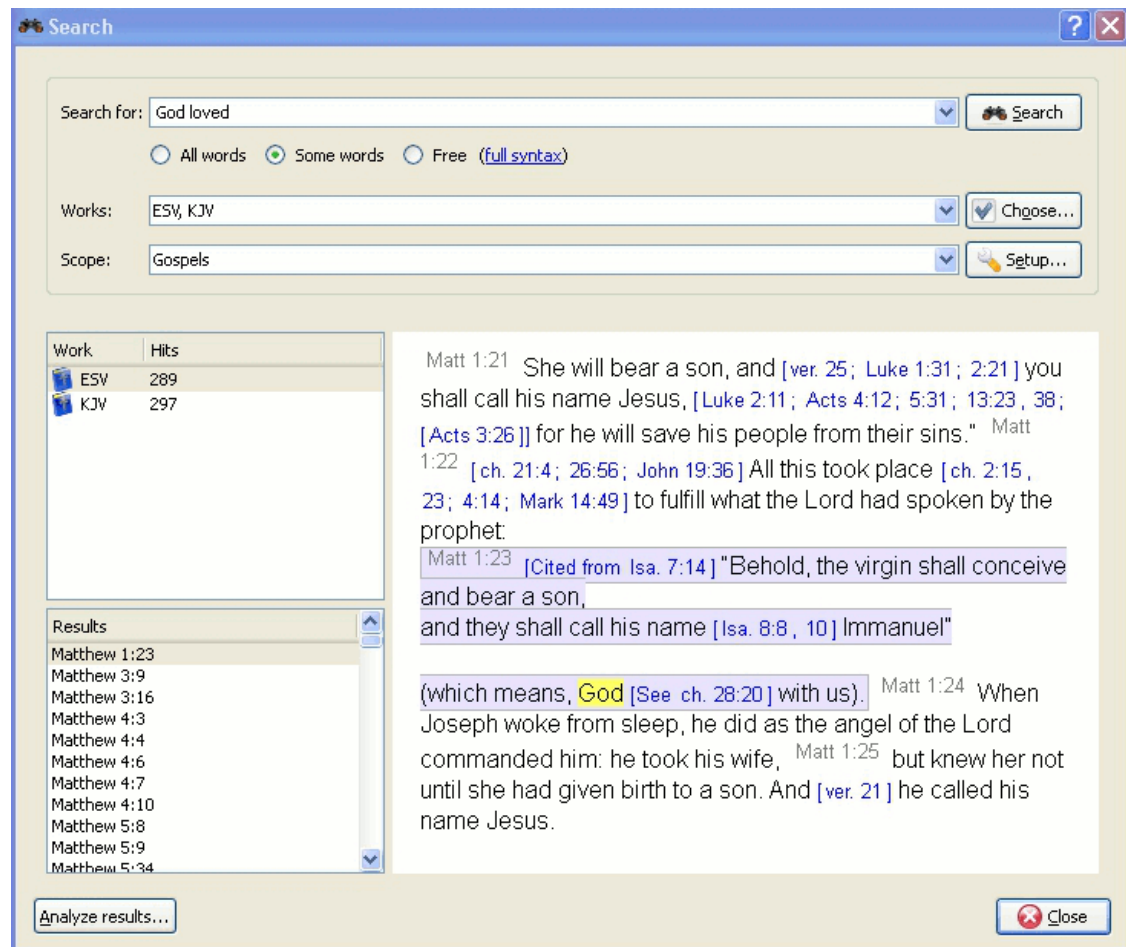 Search
Search for: God loved Search
All words Some words Free (full syntax)
Works: ESV, KJV Choose...
Scope: Gospels Setup...
Work Hits
ESV 289
KJV 297
Results
Matthew 1:23
Matthew 3:9
Matthew 3:16
Matthew 4:3
Matthew 4:4
Matthew 4:6
Matthew 4:7
Matthew 4:10
Matthew 5:8
Matthew 5:9
Matthew 5:34
Matt 1:21 She will bear a son, and [ver. 25; Luke 1:31; 2:21] you
shall call his name Jesus, [Luke 2:11; Acts 4:12; 5:31; 13:23, 38;
[Acts 3:26]] for he will save his people from their sins." Matt
1:22 [ch. 21:4; 26:56; John 19:36] All this took place [ch. 2:15,
23; 4:14; Mark 14:49] to fulfill what the Lord had spoken by the
prophet:
Matt 1:23 [Cited from Isa. 7:14] "Behold, the virgin shall conceive
and bear a son,
and they shall call his name [Isa. 8:8, 10] Immanuel"
(which means, God [See ch. 28:20] with us). Matt 1:24 When
Joseph woke from sleep, he did as the angel of the Lord
commanded him: he took his wife, Matt 1:25 but knew her not
until she had given birth to a son. And [ver. 21] he called his
name Jesus.
Analyze results... Close